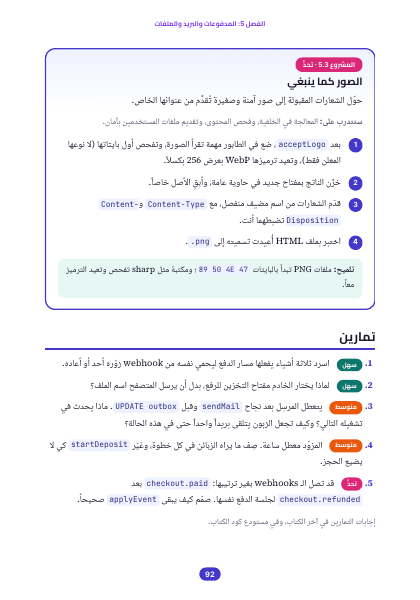 الفصل 5: المدفوعات والبريد والملفات
المشروع 5.3 · تحدٍّ
الصور كما ينبغي
حوّل الشعارات المقبولة إلى صور آمنة وصغيرة تُقدَّم من عنوانها الخاص.
ستتدرب على: المعالجة في الخلفية، وفحص المحتوى، وتقديم ملفات المستخدمين بأمان.
1 بعد acceptLogo، ضع في الطابور مهمة تقرأ الصورة، وتفحص أول بايتاتها (لا نوعها
المعلن فقط)، وتعيد ترميزها WebP بعرض 256 بكسلاً.
2 خزّن الناتج بمفتاح جديد في حاوية عامة، وأبقِ الأصل خاصاً.
3 قدّم الشعارات من اسم مضيف منفصل، مع Content-Type و Content-
Disposition تضبطهما أنت.
4 اختبر بملف HTML أعيدت تسميته إلى .png.
تلميح: ملفات PNG تبدأ بالبايتات 89 50 4E 47؛ ومكتبة مثل sharp تفحص وتعيد الترميز
معاً.
تمارين
1. سهل اسرد ثلاثة أشياء يفعلها مسار الدفع ليحمي نفسه من webhook زوّره أحد أو أعاده.
2. سهل لماذا يختار الخادم مفتاح التخزين للرفع، بدل أن يرسل المتصفح اسم الملف؟
3. متوسط يتعطل المرسِل بعد نجاح sendMail وقبل UPDATE outbox. ماذا يحدث في
تشغيله التالي؟ وكيف تجعل الزبون يتلقى بريداً واحداً حتى في هذه الحالة؟
4. متوسط المزوّد معطل ساعة. صِف ما يراه الزبائن في كل خطوة، وغيّر startDeposit كي لا
يضيع الحجز.
5. تحدٍّ قد تصل الـ webhooks بغير ترتيبها: checkout.paid بعد
checkout.refunded لجلسة الدفع نفسها. صمّم كيف يبقى applyEvent صحيحاً.
إجابات التمارين في آخر الكتاب، وفي مستودع كود الكتاب.
92